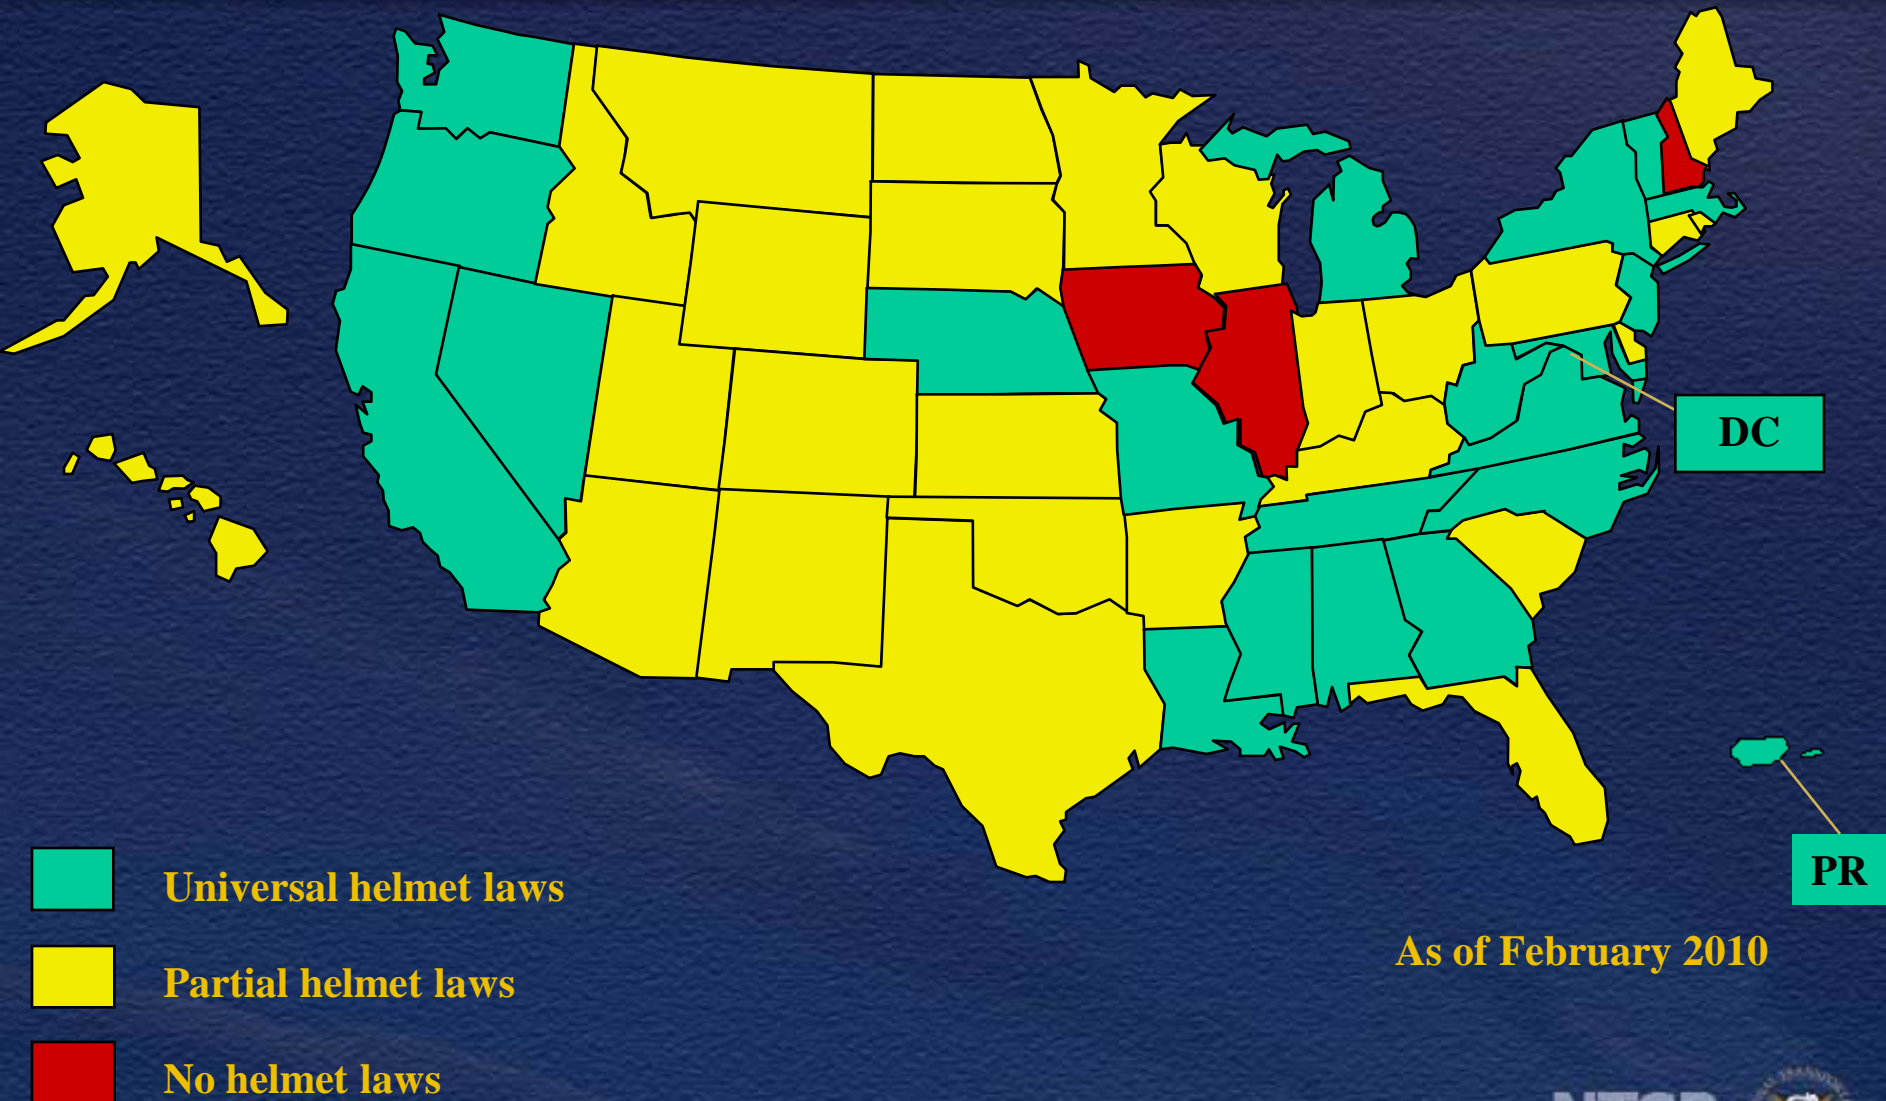 DC
PR
Universal helmet laws
As of February 2010
Partial helmet laws
No helmet laws